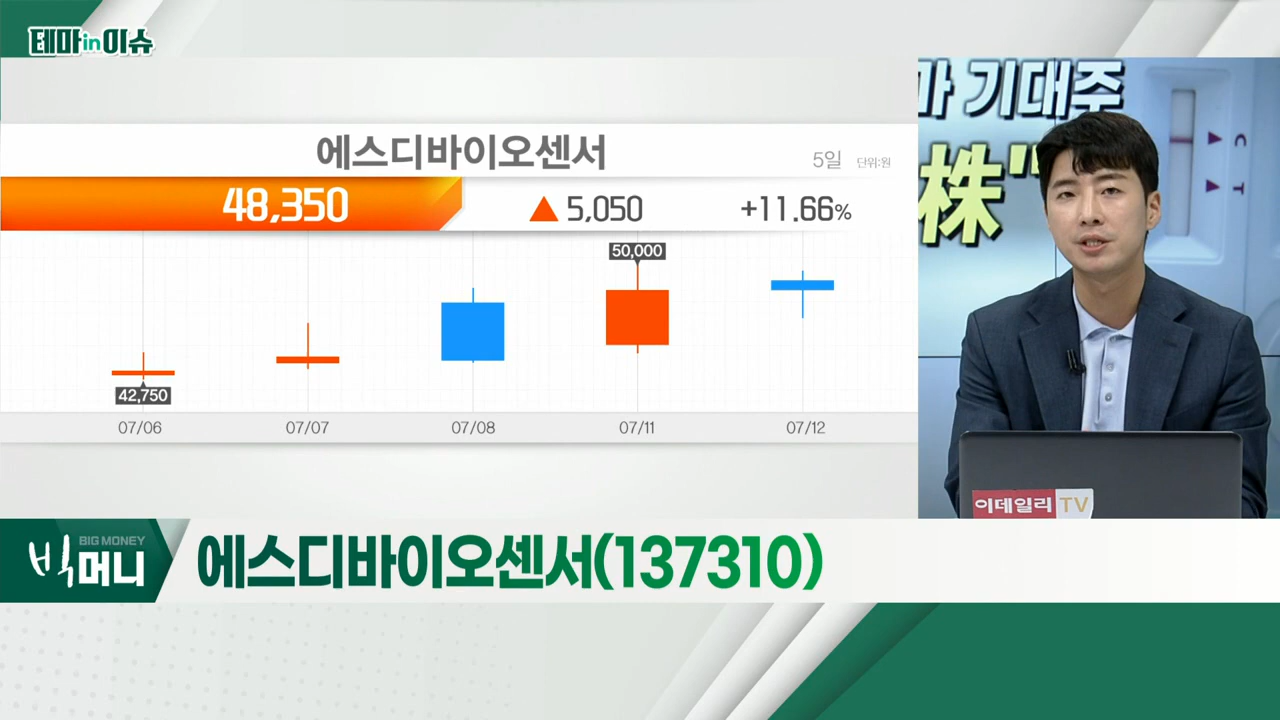 테마in이슈
에스디바이오센서
5일 단위:원
48,350 ▲ 5,050 +11.66%
50,000
42,750
07/06 07/07 07/08 07/11 07/12
기대주
株"
C
T
이데일리TV
BIG MONEY
빅머니
에스디바이오센서(137310)